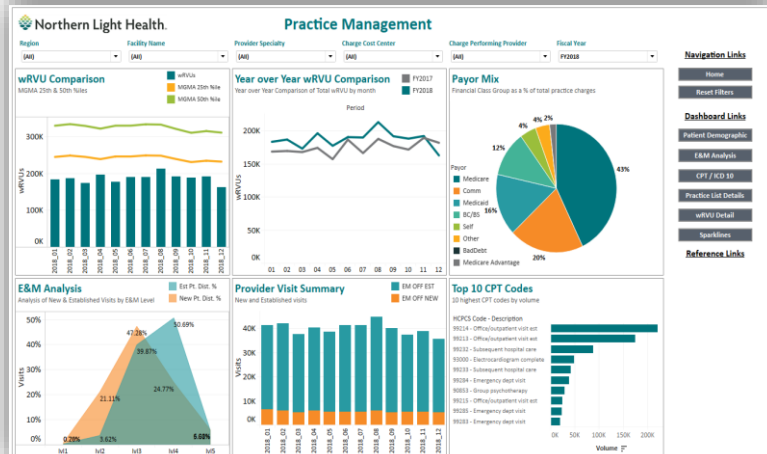 Northern Light Health.
Practice Management
Region
Facility Name
Provider Specialty
Charge Cost Center
Charge Performing Provider
Fiscal Year
(All)
(All)
(All)
(All)
(All)
FY2018
Navigation Links
Home
Reset Filters
Dashboard Links
Patient Demographic
E&M Analysis
CPT / ICD 10
Practice List Details
wRVU Detail
Sparklines
Reference Links
wRVU Comparison
MGMA 25th & 50th %iles
wRVUs
MGMA 25th %ile
MGMA 50th %ile
300K
200K
100K
0K
wRVUs
2018_01
2018_02
2018_03
2018_04
2018_05
2018_06
2018_07
2018_08
2018_09
2018_10
2018_11
2018_12
Year over Year wRVU Comparison
Year over Year Comparison of Total wRVU by month
FY2017
FY2018
Period
200K
150K
100K
50K
0K
wRVUs
01 02 03 04 05 06 07 08 09 10 11 12
Payor Mix
Financial Class Group as a % of total practice charges
Payor
Medicare
Comm
Medicaid
BC/BS
Self
Other
BadDebt
Medicare Advantage
43%
20%
16%
12%
4%
4%
2%
E&M Analysis
Analysis of New & Established Visits by E&M Level
Est Pt. Dist. %
New Pt. Dist. %
50%
40%
30%
20%
10%
0%
Visits
47.28%
50.69%
39.87%
24.77%
21.11%
3.62%
0.28%
5.68%
lvl1
lvl2
lvl3
lvl4
lvl5
Provider Visit Summary
New and Established visits
EM OFF EST
EM OFF NEW
40K
30K
20K
10K
0K
Visits
2018_01
2018_02
2018_03
2018_04
2018_05
2018_06
2018_07
2018_08
2018_09
2018_10
2018_11
2018_12
Top 10 CPT Codes
10 highest CPT codes by volume
HCPCS Code - Description
99214 - Office/outpatient visit est
99213 - Office/outpatient visit est
99232 - Subsequent hospital care
93000 - Electrocardiogram complete
99233 - Subsequent hospital care
99284 - Emergency dept visit
90853 - Group psychotherapy
99215 - Office/outpatient visit est
99285 - Emergency dept visit
99283 - Emergency dept visit
0K 50K 100K 150K 200K
Volume